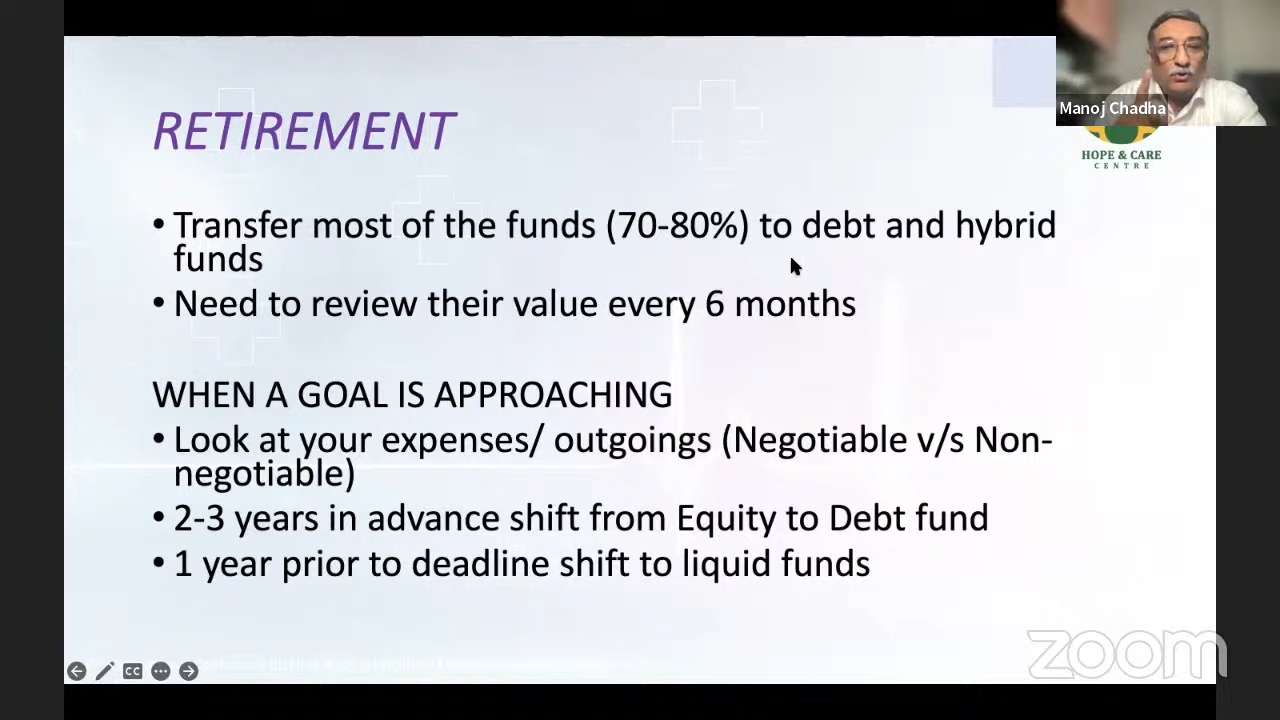 Manoj Chadha
HOPE & CARE
CENTRE
RETIREMENT
• Transfer most of the funds (70-80%) to debt and hybrid
funds
• Need to review their value every 6 months
WHEN A GOAL IS APPROACHING
• Look at your expenses/ outgoings (Negotiable v/s Non-
negotiable)
• 2-3 years in advance shift from Equity to Debt fund
• 1 year prior to deadline shift to liquid funds
CC
zoom